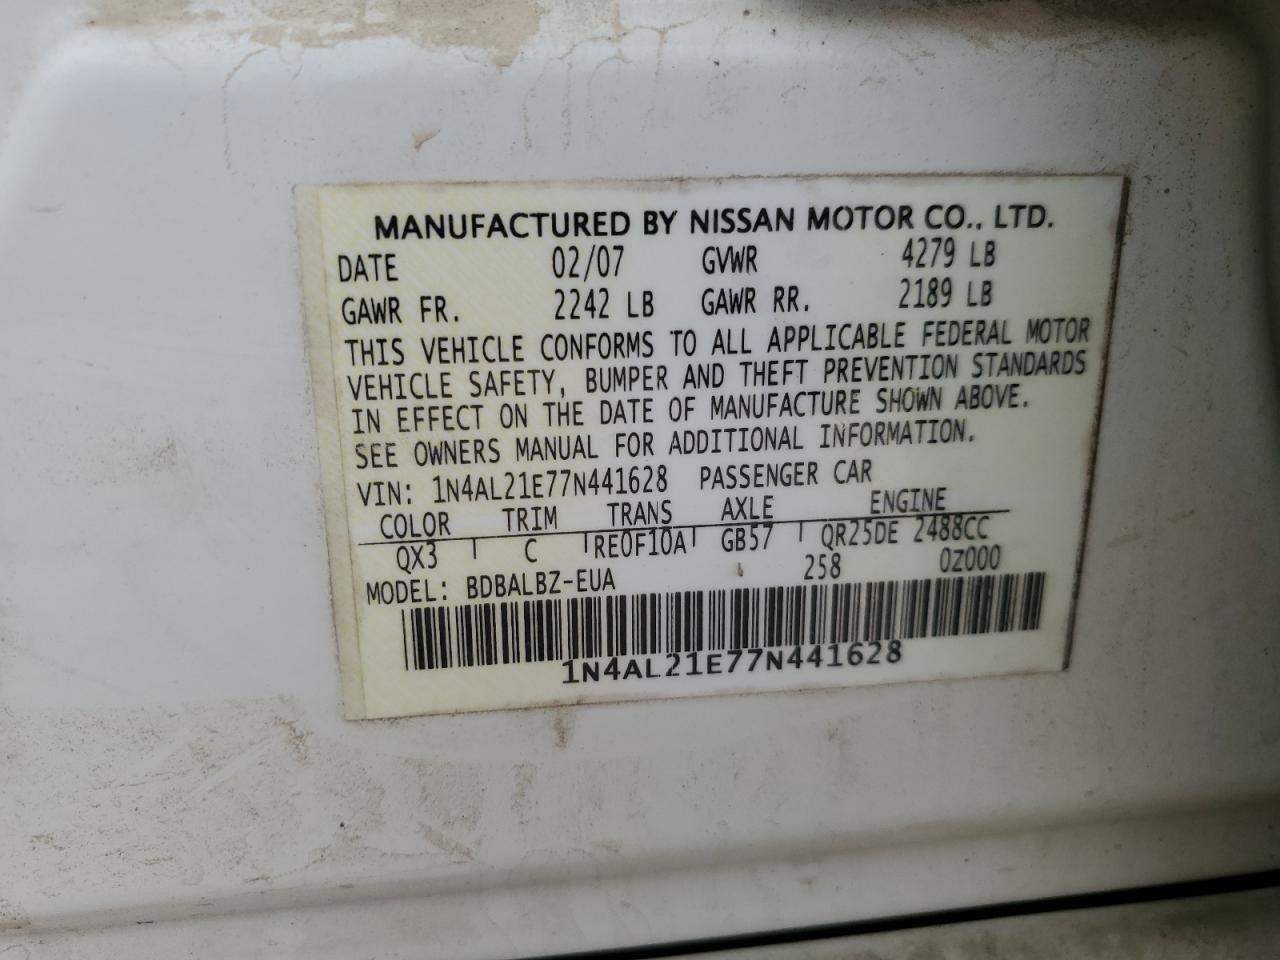 MANUFACTURED BY NISSAN MOTOR CO., LTD.
DATE 02/07 GVWR 4279 LB
GAWR FR. 2242 LB GAWR RR. 2189 LB
THIS VEHICLE CONFORMS TO ALL APPLICABLE FEDERAL MOTOR
VEHICLE SAFETY, BUMPER AND THEFT PREVENTION STANDARDS
IN EFFECT ON THE DATE OF MANUFACTURE SHOWN ABOVE.
SEE OWNERS MANUAL FOR ADDITIONAL INFORMATION.
VIN: 1N4AL21E77N441628 PASSENGER CAR
COLOR TRIM TRANS AXLE ENGINE
QX3 C RE0F10A GB57 QR25DE 2488CC
MODEL: BDBALBZ-EUA 258 0Z000
1N4AL21E77N441628